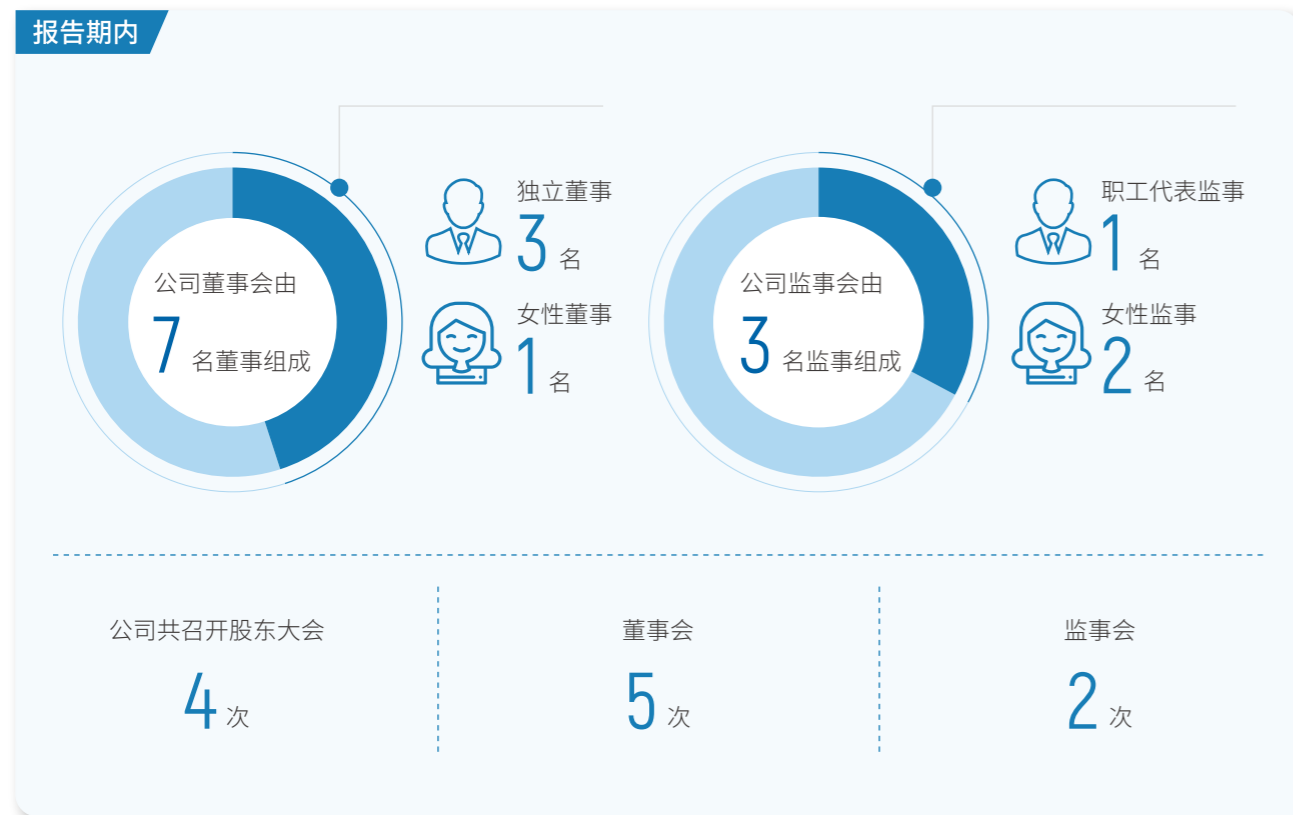 报告期内
公司董事会由
7 名董事组成
独立董事
3 名
女性董事
1 名
公司监事会由
3 名监事组成
职工代表监事
1 名
女性监事
2 名
公司共召开股东大会
4 次
董事会
5 次
监事会
2 次